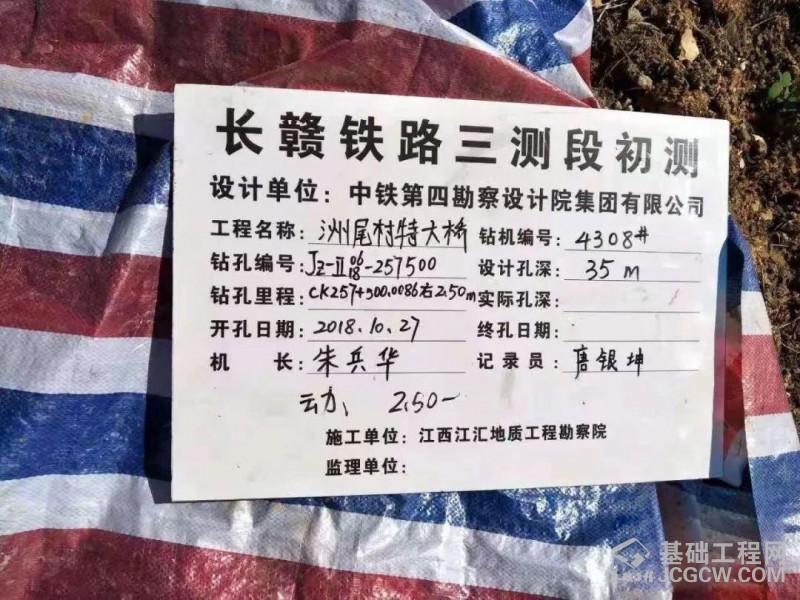 长赣铁路三测段初测
设计单位：中铁第四勘察设计院集团有限公司
工程名称：洲尾村特大桥 钻机编号：4308#
钻孔编号：Jz-Ⅱ06/18-257500 设计孔深：35m
钻孔里程：CK257+500.0086右2.50m 实际孔深：
开孔日期：2018.10.27 终孔日期：
机 长：朱兵华 记录员：唐银坤
动、 2.50-
施工单位：江西江汇地质工程勘察院
监理单位：
基础工程网
JCGCW.COM